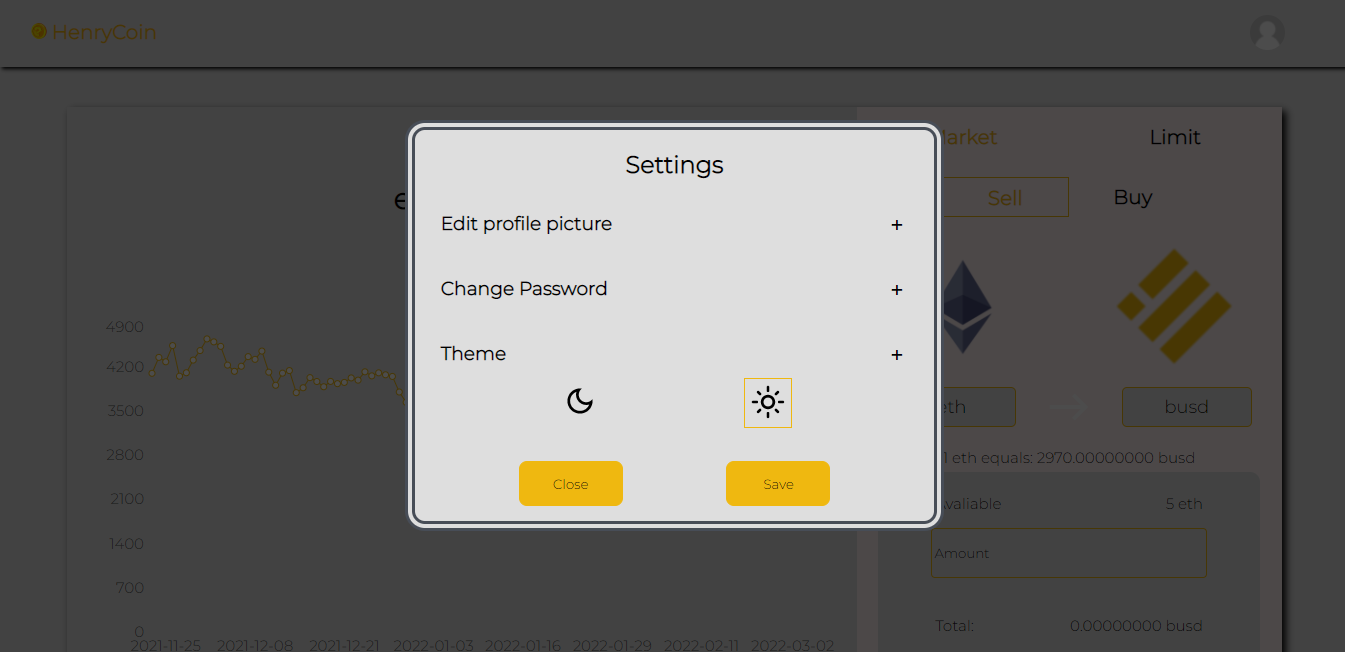 HenryCoin
Market
Limit
Sell
Buy
Settings
Edit profile picture +
Change Password +
Theme +
Close
Save
4900
4200
3500
2800
2100
1400
700
0
2021-11-25 2021-12-08 2021-12-21 2022-01-03 2022-01-16 2022-01-29 2022-02-11 2022-03-02
eth
busd
1 eth equals: 2970.00000000 busd
Avaliable 5 eth
Amount
Total: 0.00000000 busd